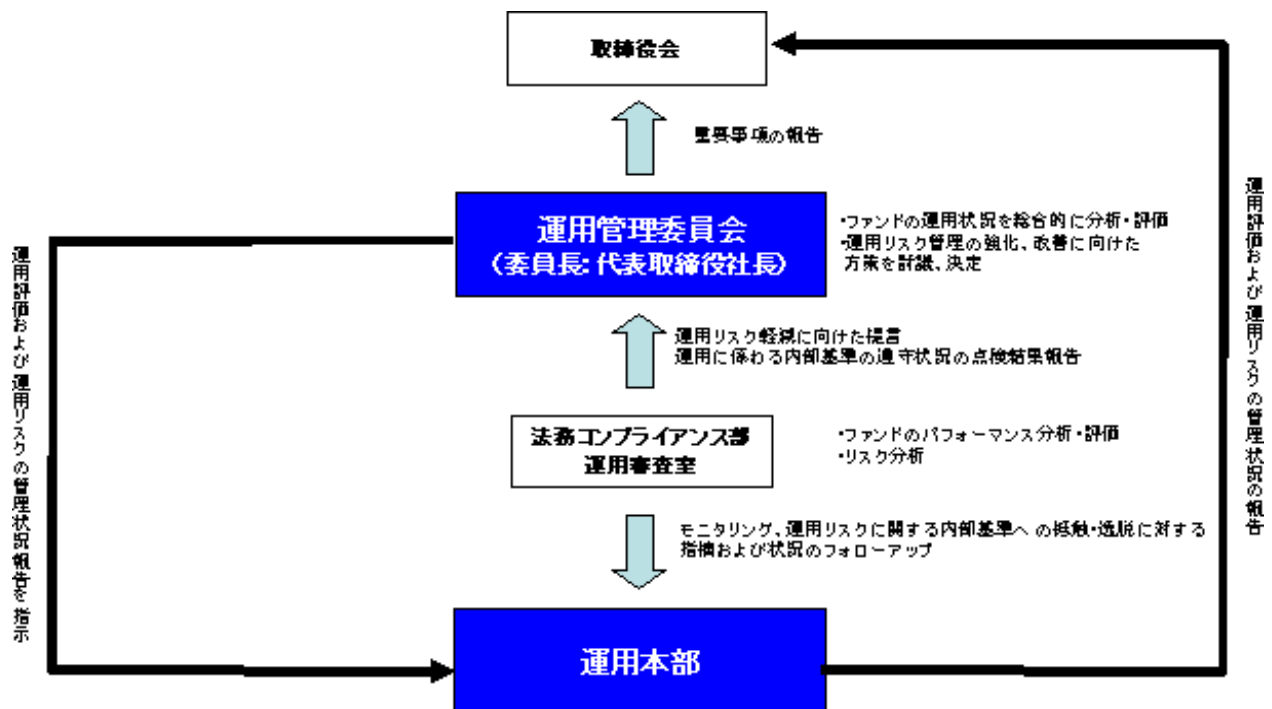 取締役会
重要事項の報告
運用管理委員会
(委員長:代表取締役社長)
・ファンドの運用状況を総合的に分析・評価
・運用リスク管理の強化、改善に向けた
方策を討議、決定
運用リスク軽減に向けた提言
運用に係わる内部基準の遵守状況の点検結果報告
法務コンプライアンス部
運用審査室
・ファンドのパフォーマンス分析・評価
・リスク分析
モニタリング、運用リスクに関する内部基準への抵触・逸脱に対する
指摘および状況のフォローアップ
運用本部
運用評価および運用リスクの管理状況報告を指示
運用評価および運用リスクの管理状況の報告